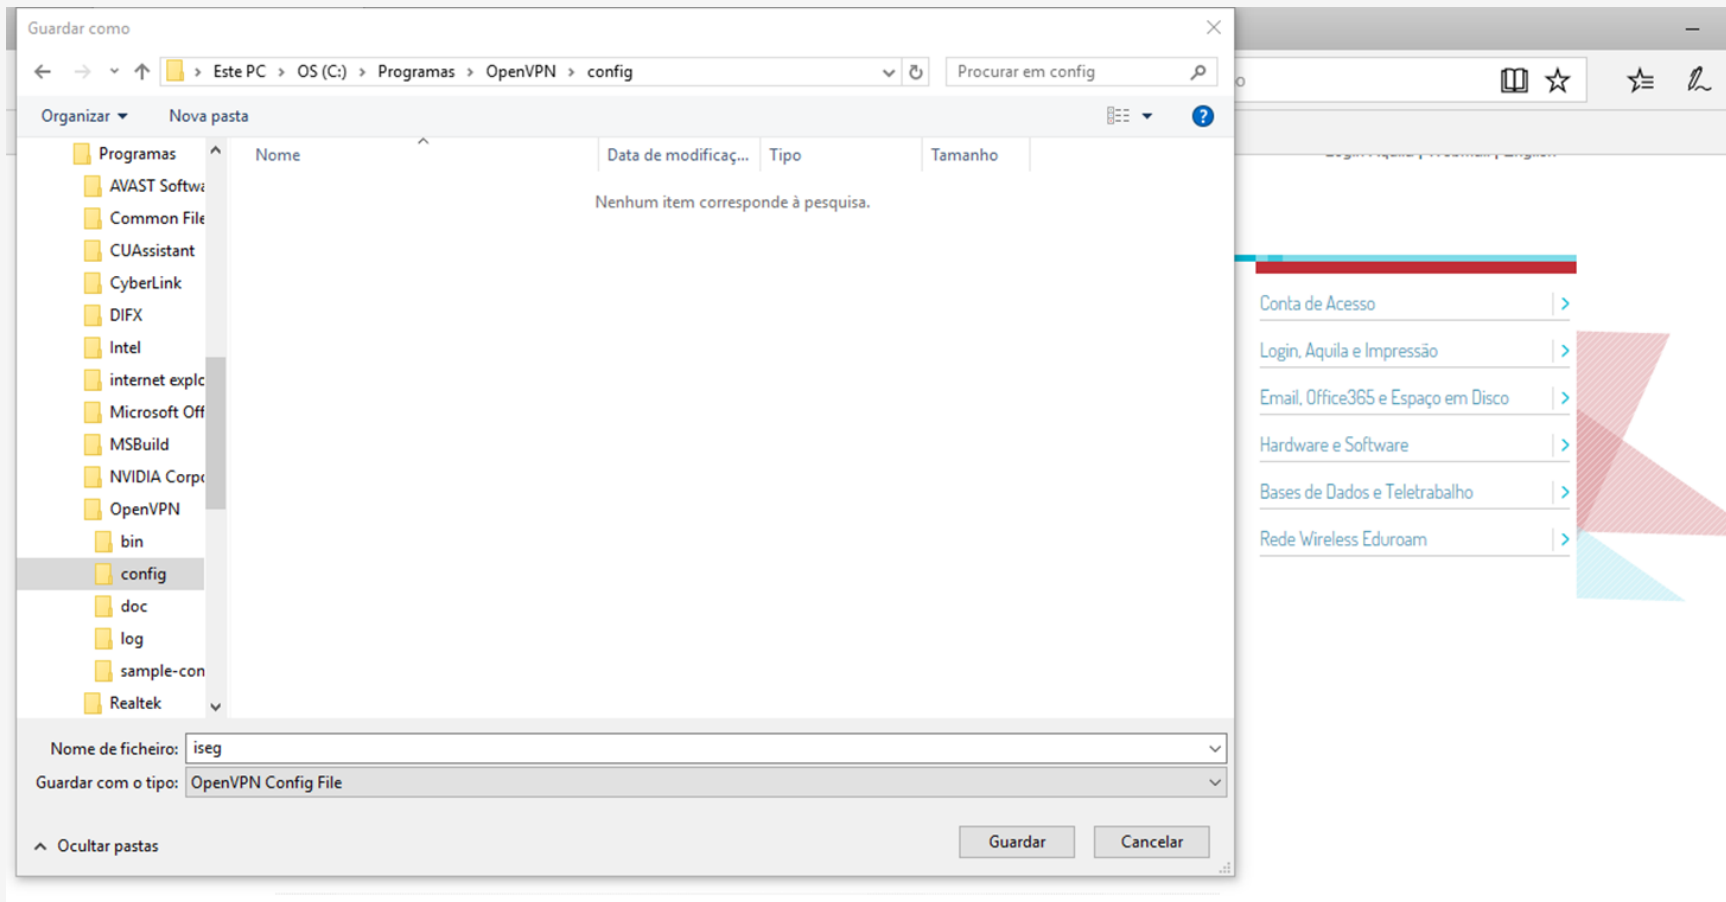 Guardar como
Este PC > OS (C:) > Programas > OpenVPN > config
Procurar em config
Organizar
Nova pasta
?
Programas
Nome
Data de modificaç...
Tipo
Tamanho
Nenhum item corresponde à pesquisa.
AVAST Softwa
Common File
CUAssistant
CyberLink
DIFX
Intel
internet explo
Microsoft Off
MSBuild
NVIDIA Corpo
OpenVPN
bin
config
doc
log
sample-con
Realtek
Nome de ficheiro: iseg
Guardar com o tipo: OpenVPN Config File
Ocultar pastas
Guardar
Cancelar
Conta de Acesso
Login, Aquila e Impressão
Email, Office365 e Espaço em Disco
Hardware e Software
Bases de Dados e Teletrabalho
Rede Wireless Eduroam